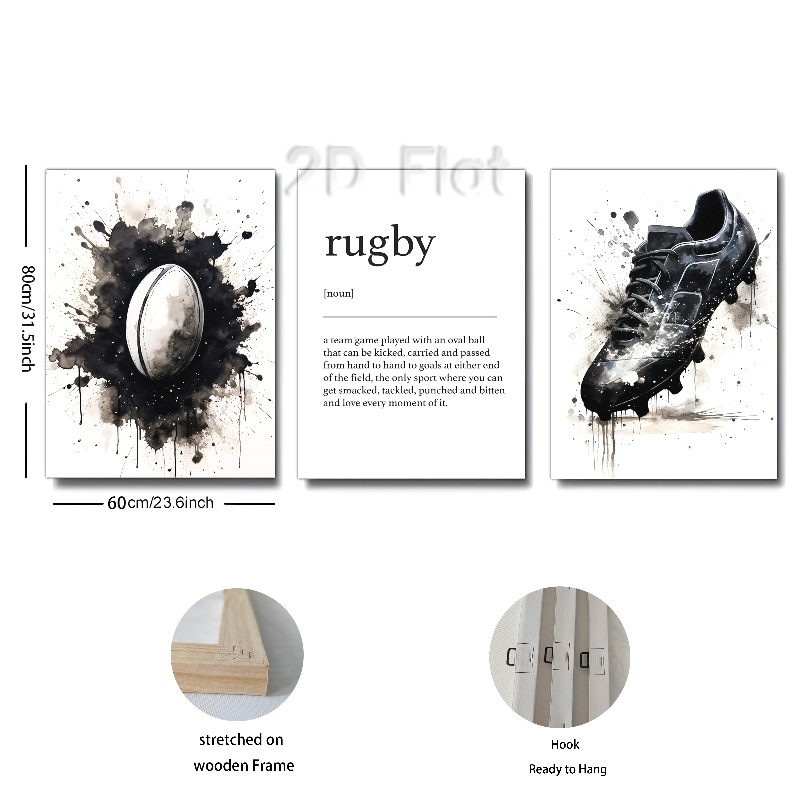 2D Flat
80cm/31.5inch
rugby
[noun]
a team game played with an oval ball
that can be kicked, carried and passed
from hand to hand to goals at either end
of the field, the only sport where you can
get smacked, tackled, punched and bitten
and love every moment of it.
60cm/23.6inch
stretched on
wooden Frame
Hook
Ready to Hang